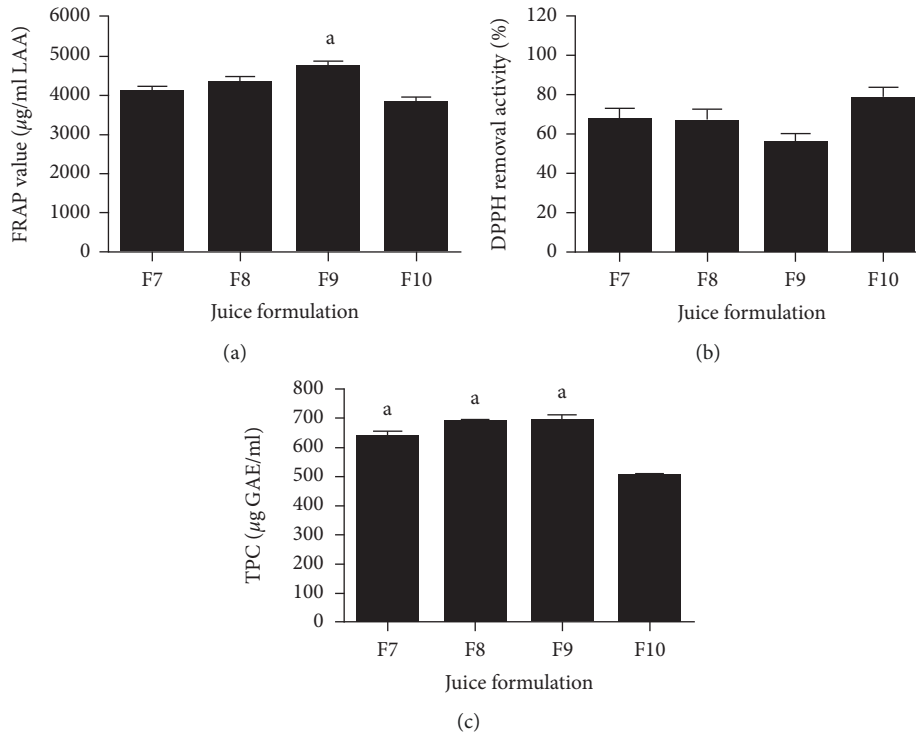 FRAP value (μg/ml LAA)
6000
5000
4000
3000
2000
1000
0
a
F7 F8 F9 F10
Juice formulation
(a)
DPPH removal activity (%)
120
100
80
60
40
20
0
F7 F8 F9 F10
Juice formulation
(b)
TPC (μg GAE/ml)
800
700
600
500
400
300
200
100
0
a a a
F7 F8 F9 F10
Juice formulation
(c)